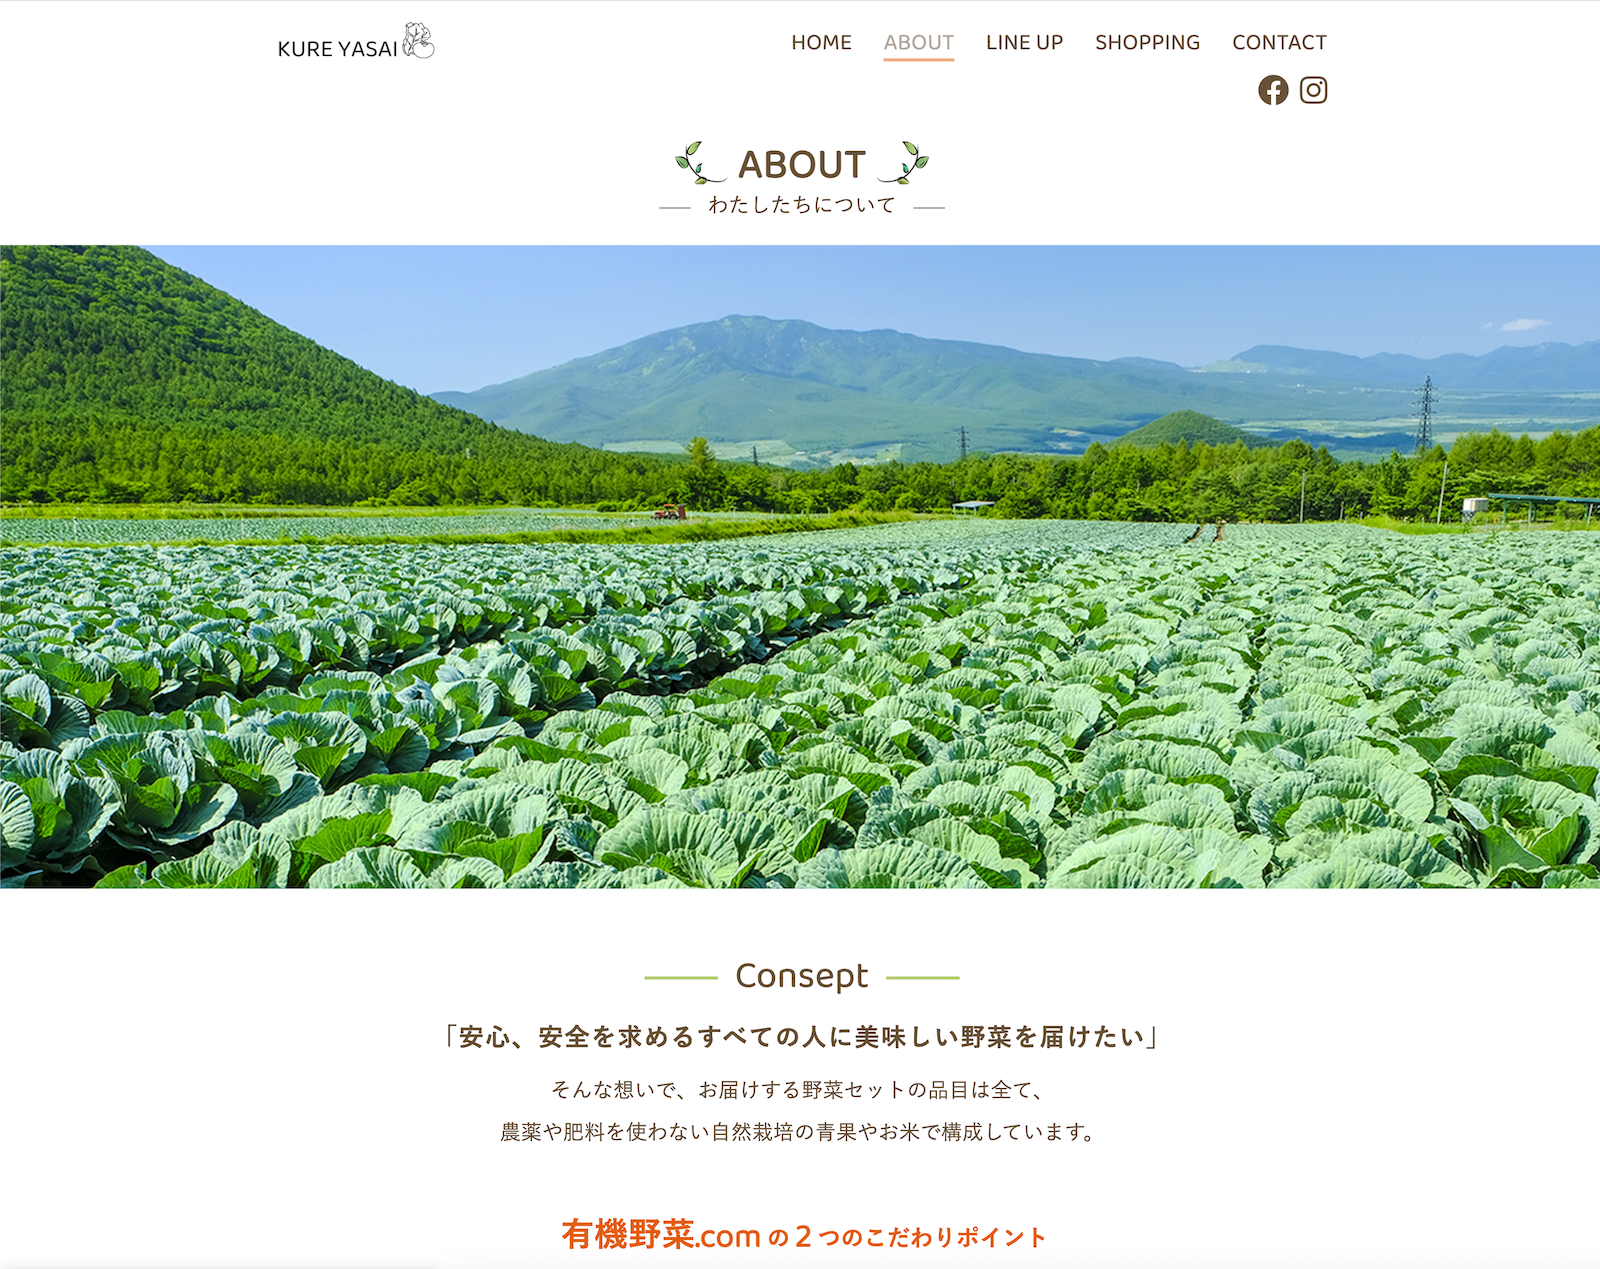 KURE YASAI
HOME ABOUT LINE UP SHOPPING CONTACT
ABOUT
わたしたちについて
Consept
「安心、安全を求めるすべての人に美味しい野菜を届けたい」
そんな想いで、お届けする野菜セットの品目は全て、
農薬や肥料を使わない自然栽培の青果やお米で構成しています。
有機野菜.comの２つのこだわりポイント